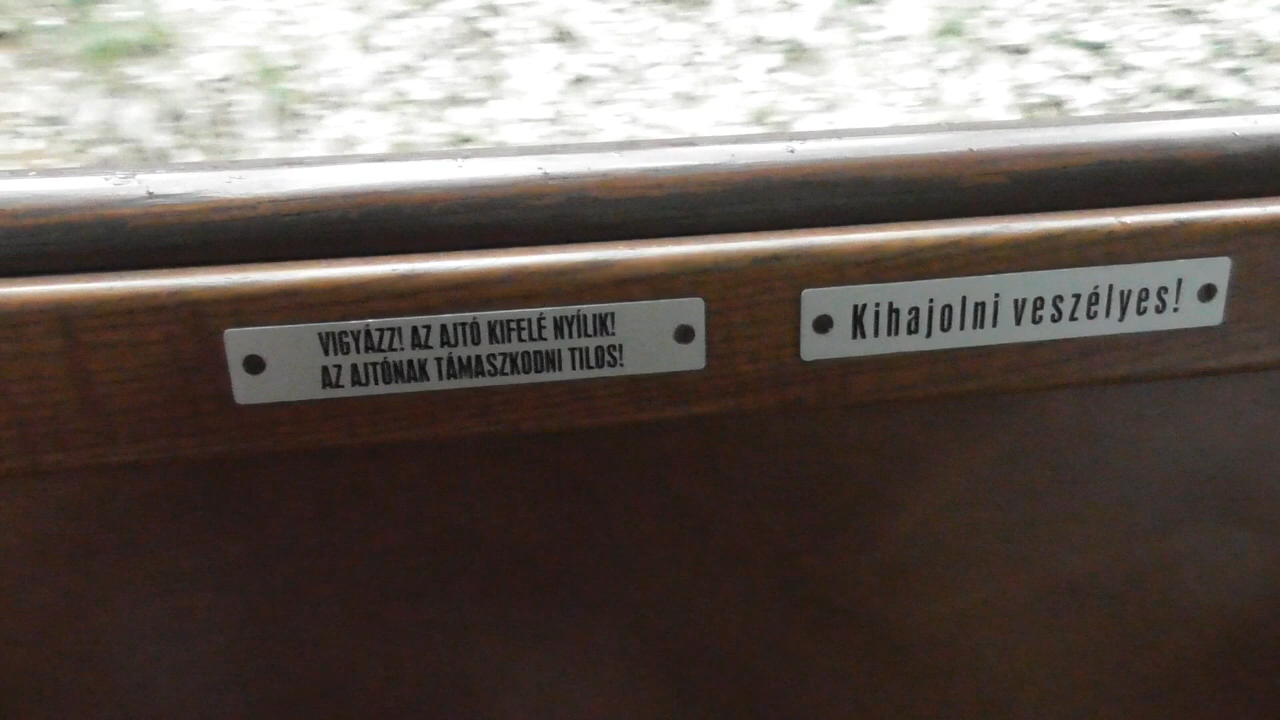 VIGYÁZZ! AZ AJTÓ KIFELÉ NYÍLIK!
AZ AJTÓNAK TÁMASZKODNI TILOS!
Kihajolni veszélyes!